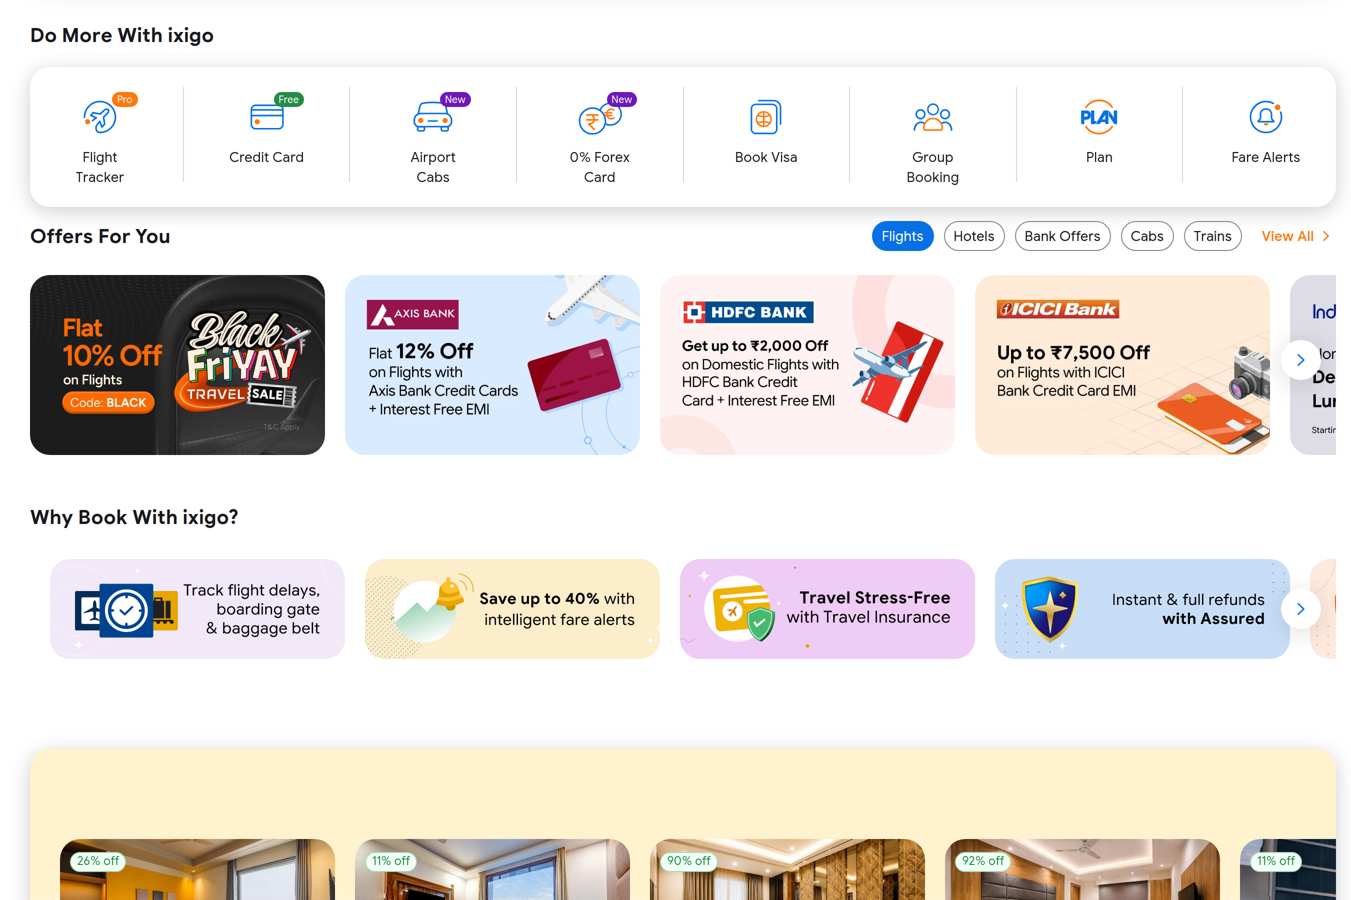 Do More With ixigo
Pro
Flight
Tracker
Free
Credit Card
New
Airport
Cabs
New
0% Forex
Card
Book Visa
Group
Booking
PLAN
Plan
Fare Alerts
Offers For You
Flights
Hotels
Bank Offers
Cabs
Trains
View All
Flat
10% Off
on Flights
Code: BLACK
Black
FriYAY
TRAVEL SALE
T&C Apply
AXIS BANK
Flat 12% Off
on Flights with
Axis Bank Credit Cards
+ Interest Free EMI
HDFC BANK
Get up to ₹2,000 Off
on Domestic Flights with
HDFC Bank Credit
Card + Interest Free EMI
ICICI Bank
Up to ₹7,500 Off
on Flights with ICICI
Bank Credit Card EMI
Why Book With ixigo?
Track flight delays,
boarding gate
& baggage belt
Save up to 40% with
intelligent fare alerts
Travel Stress-Free
with Travel Insurance
Instant & full refunds
with Assured
26% off
11% off
90% off
92% off
11% off